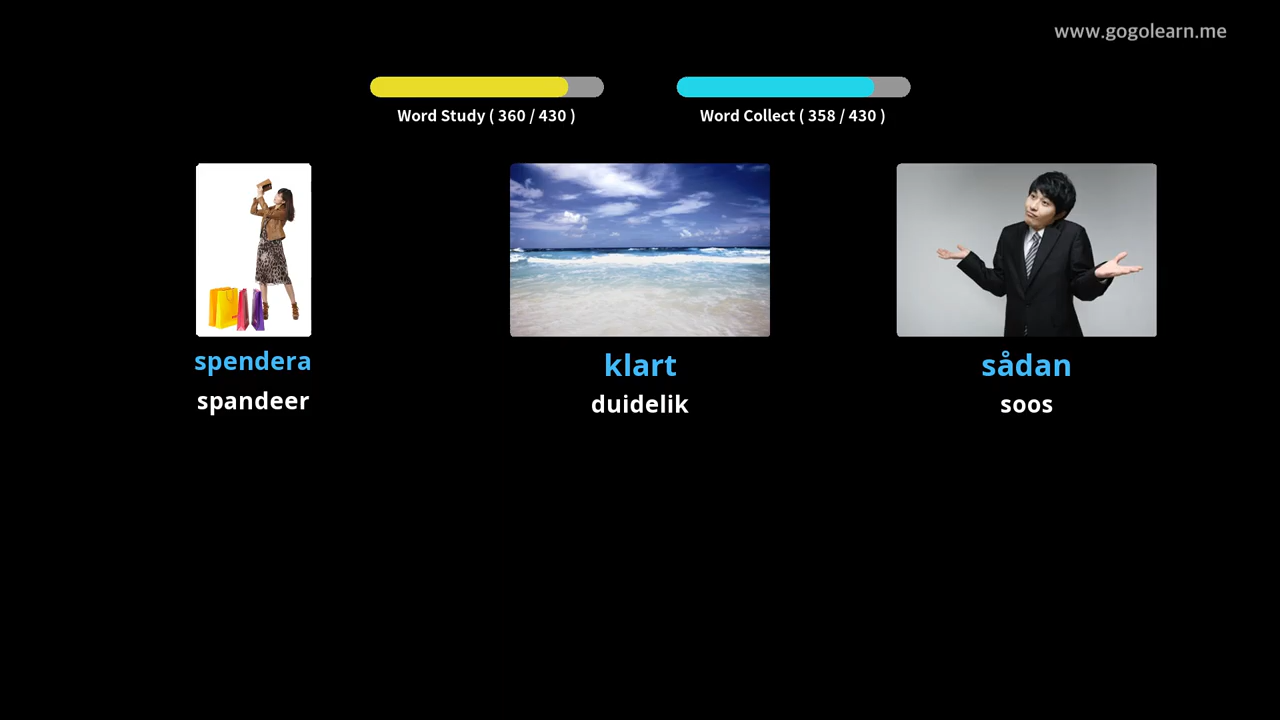 www.gogolearn.me
Word Study ( 360 / 430 )
Word Collect ( 358 / 430 )
spendera
klart
sådan
spandeer
duidelik
soos